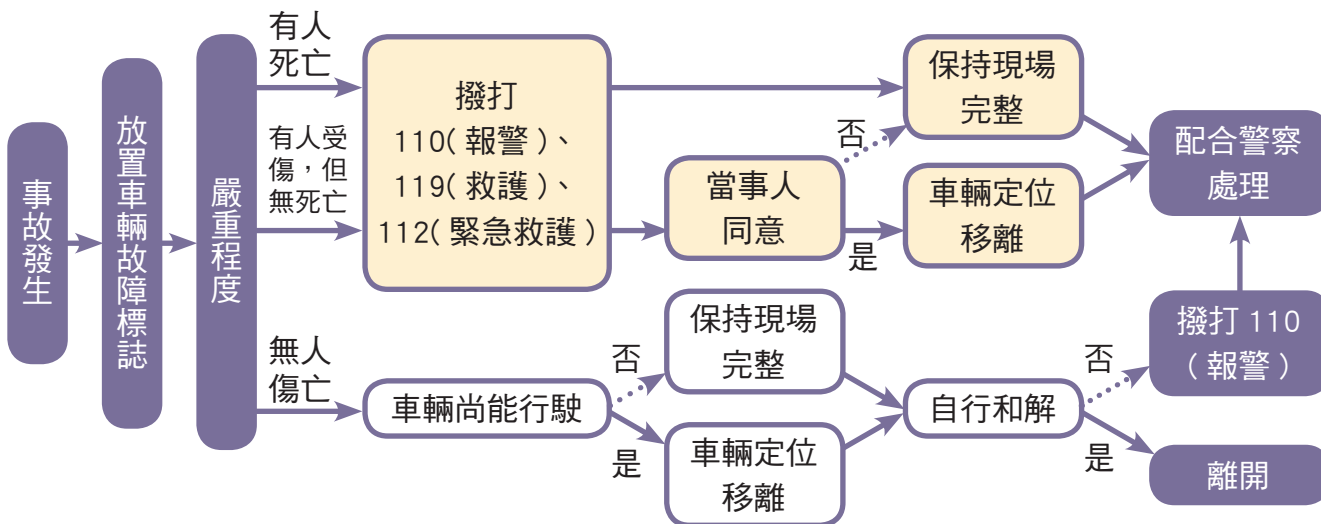 事故發生
放置車輛故障標誌
嚴重程度
有人
死亡
有人受
傷，但
無死亡
撥打
110(報警)、
119(救護)、
112(緊急救護)
當事人
同意
否
是
保持現場
完整
車輛定位
移離
配合警察
處理
無人
傷亡
車輛尚能行駛
否
是
保持現場
完整
車輛定位
移離
自行和解
否
是
撥打 110
(報警)
離開